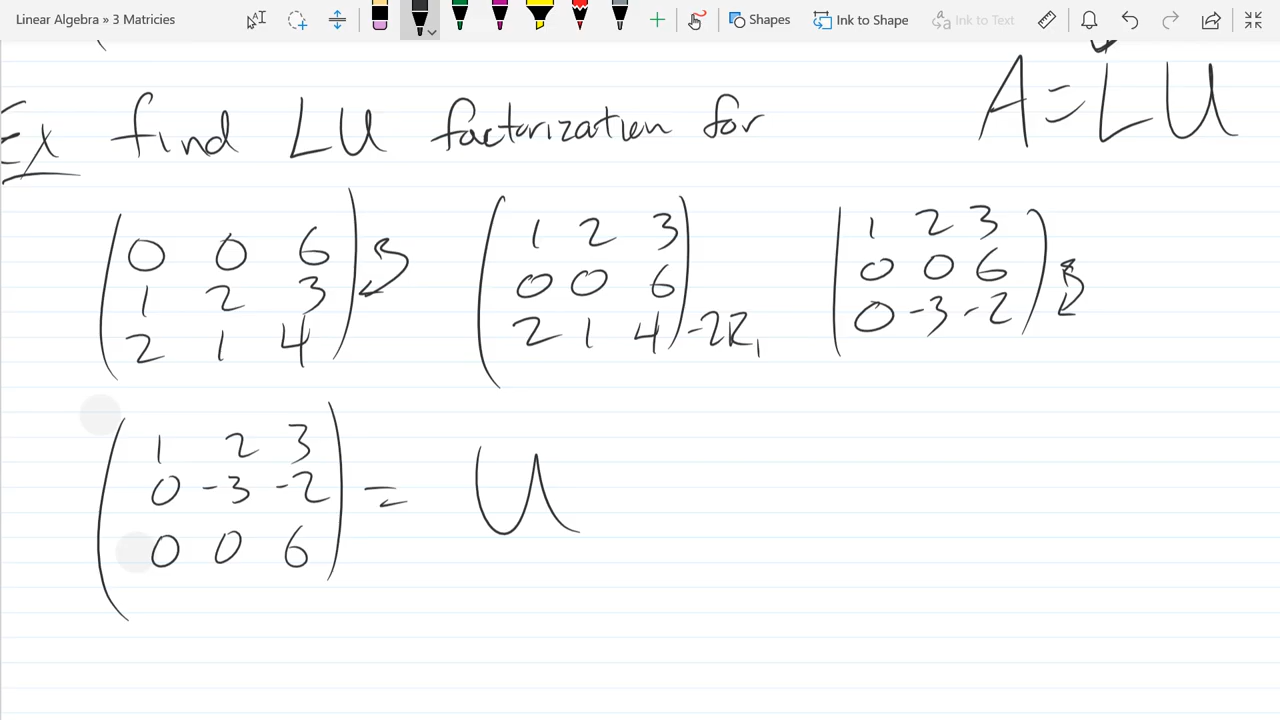 Linear Algebra » 3 Matricies
Shapes Ink to Shape Ink to Text
Ex find LU factorization for A = LU
0 0 6 1 2 3 1 2 3
1 2 3 0 0 6 0 0 6
2 1 4 2 1 4 -2R₁ 0 -3 -2
1 2 3
0 -3 -2 = U
0 0 6